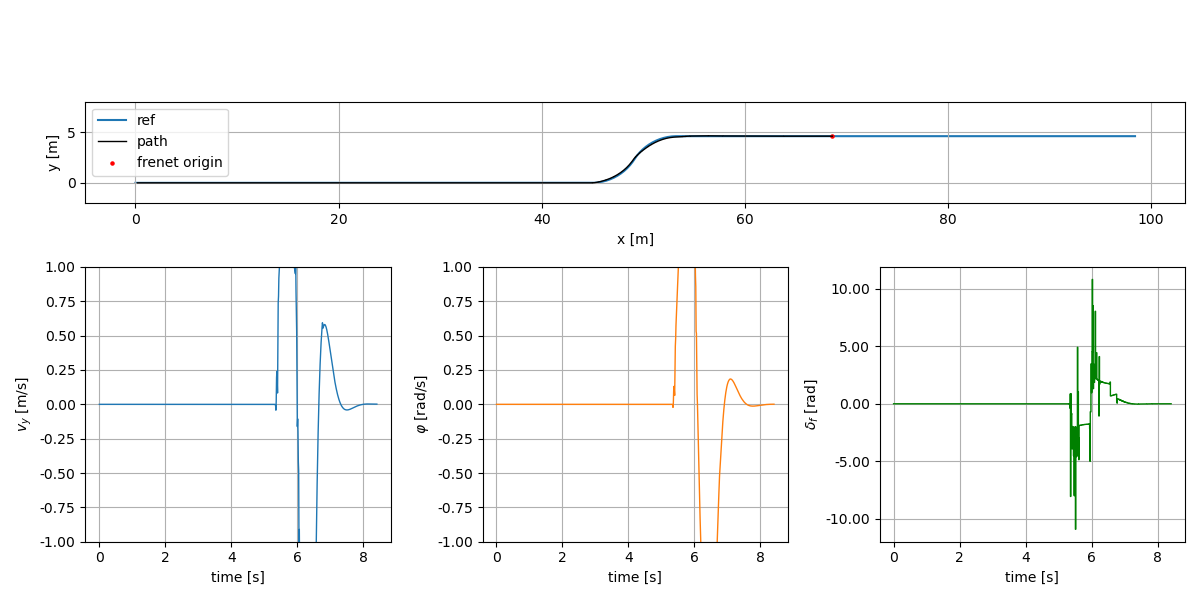 y [m]
5
0
ref
path
frenet origin
0 20 40 60 80 100
x [m]
v_y [m/s]
1.00
0.75
0.50
0.25
0.00
-0.25
-0.50
-0.75
-1.00
0 2 4 6 8
time [s]
φ [rad/s]
1.00
0.75
0.50
0.25
0.00
-0.25
-0.50
-0.75
-1.00
0 2 4 6 8
time [s]
δ_f [rad]
10.00
5.00
0.00
-5.00
-10.00
0 2 4 6 8
time [s]